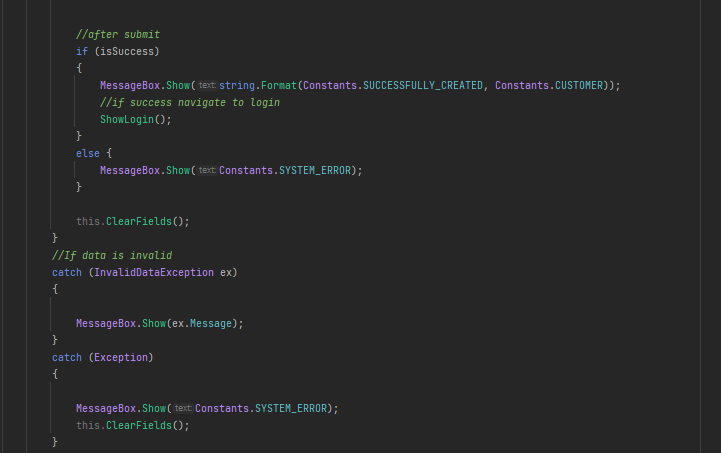 //after submit
if (isSuccess)
{
MessageBox.Show(text: string.Format(Constants.SUCCESSFULLY_CREATED, Constants.CUSTOMER));
//if success navigate to login
ShowLogin();
}
else {
MessageBox.Show(text: Constants.SYSTEM_ERROR);
}
this.ClearFields();
}
//If data is invalid
catch (InvalidDataException ex)
{
MessageBox.Show(ex.Message);
}
catch (Exception)
{
MessageBox.Show(text: Constants.SYSTEM_ERROR);
this.ClearFields();
}